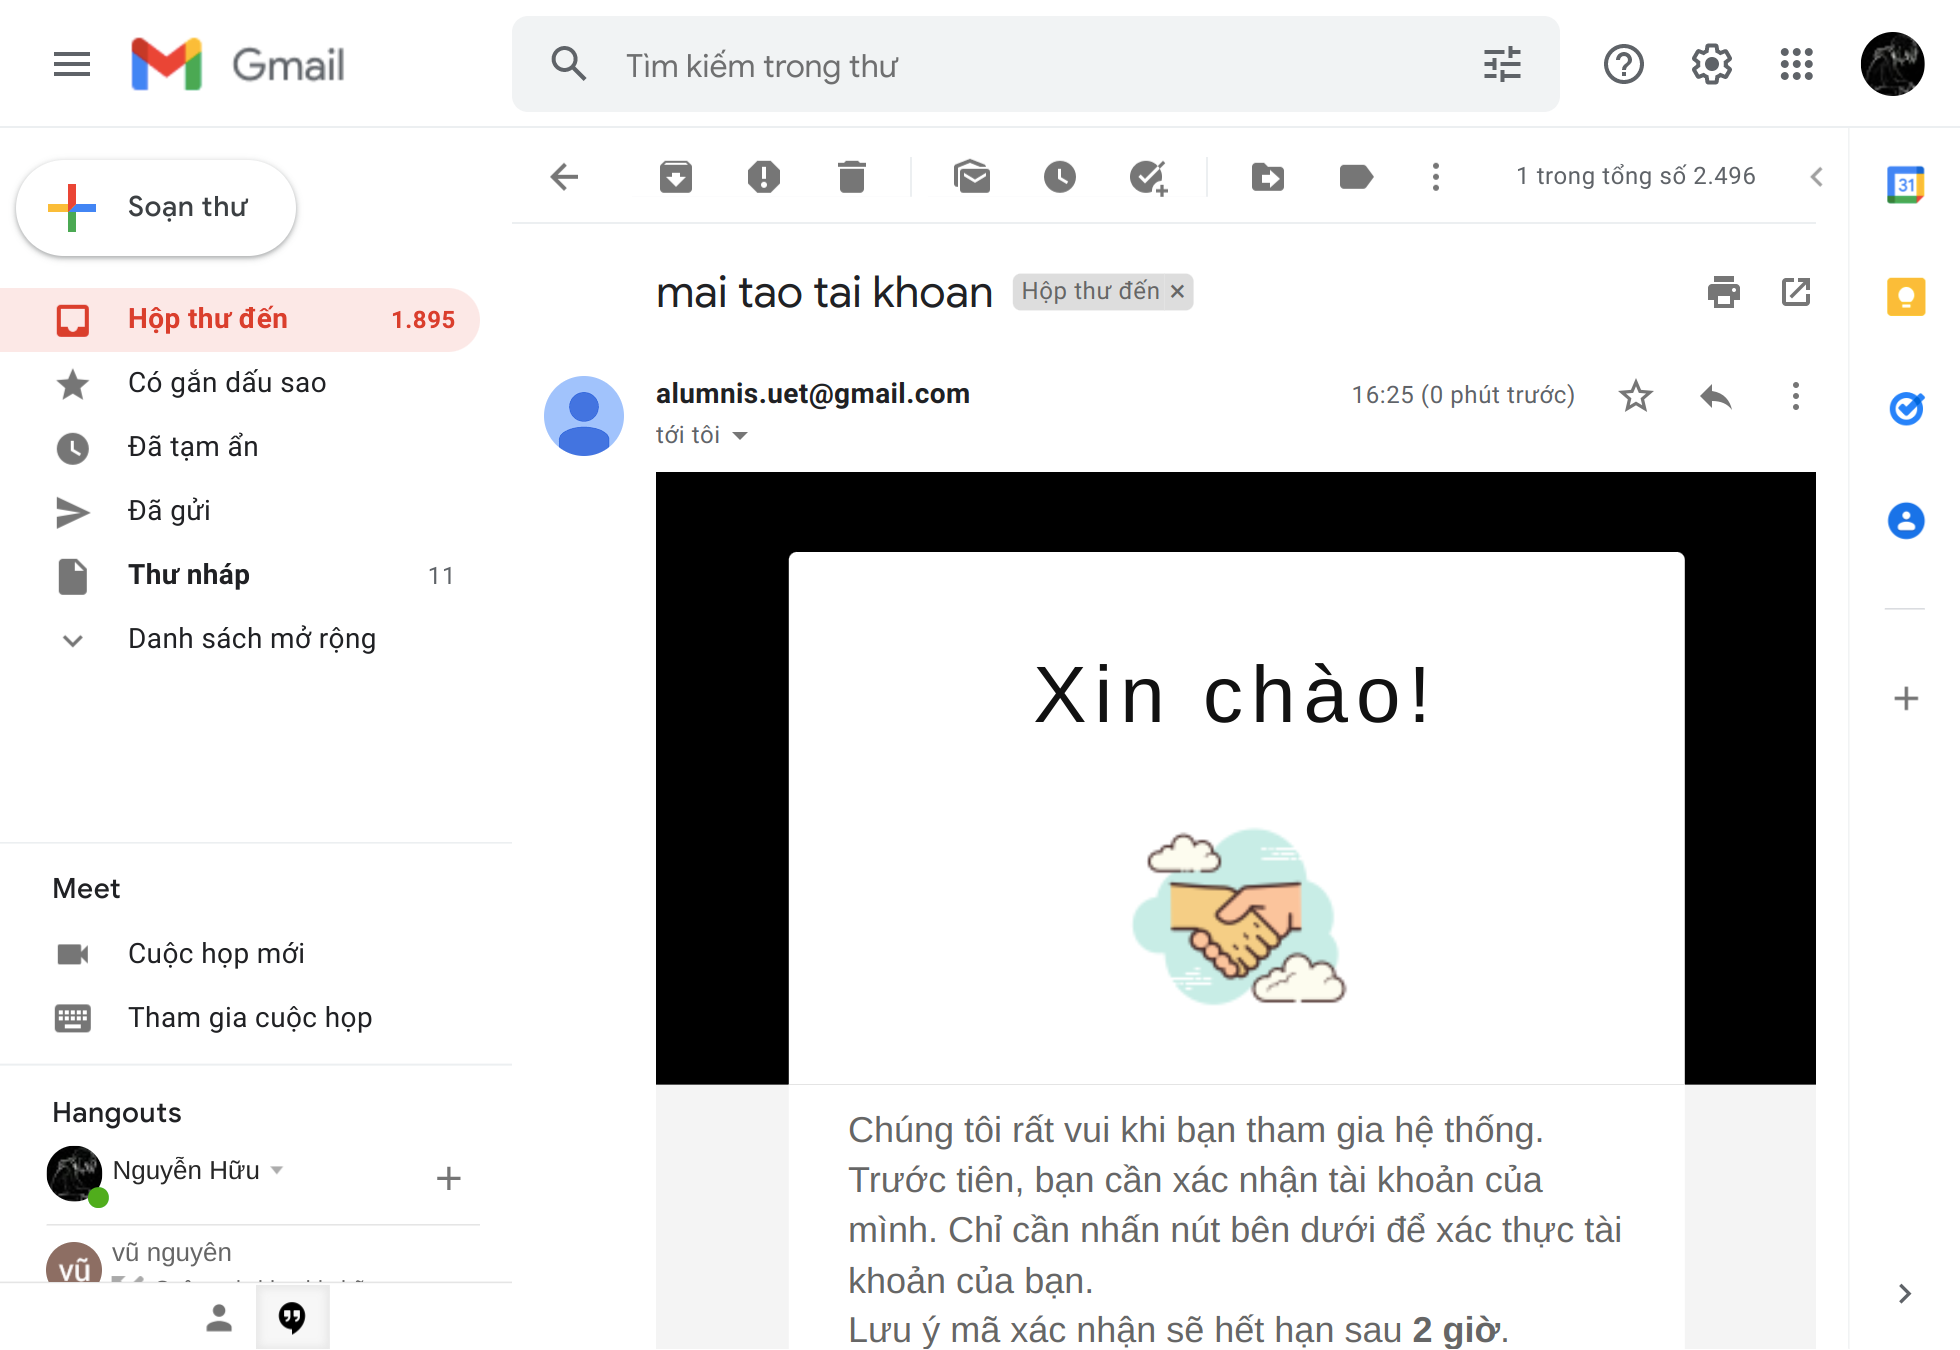 Gmail
Tìm kiếm trong thư
Soạn thư
Hộp thư đến 1.895
Có gắn dấu sao
Đã tạm ẩn
Đã gửi
Thư nháp 11
Danh sách mở rộng
Meet
Cuộc họp mới
Tham gia cuộc họp
Hangouts
Nguyễn Hữu
vũ
vũ nguyên
1 trong tổng số 2.496
mai tao tai khoan Hộp thư đến ×
alumnis.uet@gmail.com 16:25 (0 phút trước)
tới tôi
Xin chào!
Chúng tôi rất vui khi bạn tham gia hệ thống.
Trước tiên, bạn cần xác nhận tài khoản của
mình. Chỉ cần nhấn nút bên dưới để xác thực tài
khoản của bạn.
Lưu ý mã xác nhận sẽ hết hạn sau 2 giờ.
31